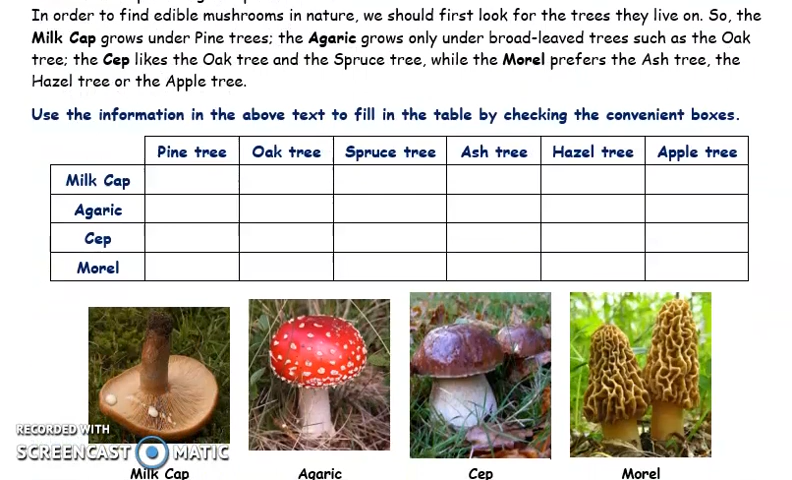 In order to find edible mushrooms in nature, we should first look for the trees they live on. So, the
Milk Cap grows under Pine trees; the Agaric grows only under broad-leaved trees such as the Oak
tree; the Cep likes the Oak tree and the Spruce tree, while the Morel prefers the Ash tree, the
Hazel tree or the Apple tree.
Use the information in the above text to fill in the table by checking the convenient boxes.
Pine tree Oak tree Spruce tree Ash tree Hazel tree Apple tree
Milk Cap
Agaric
Cep
Morel
RECORDED WITH
SCREENCAST MATIC
Milk Cap Agaric Cep Morel